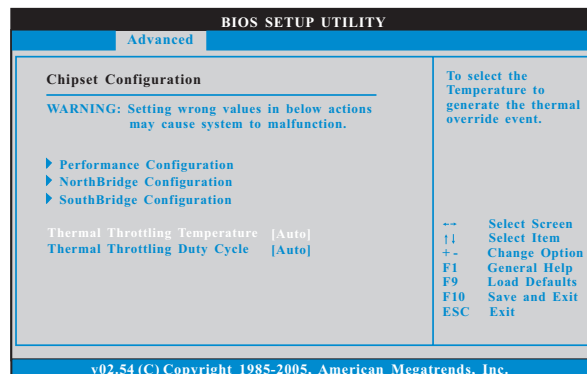 BIOS SETUP UTILITY
Advanced
Chipset Configuration
WARNING: Setting wrong values in below actions
may cause system to malfunction.
Performance Configuration
NorthBridge Configuration
SouthBridge Configuration
Thermal Throttling Temperature [Auto]
Thermal Throttling Duty Cycle [Auto]
To select the
Temperature to
generate the thermal
override event.
←→ Select Screen
↑↓ Select Item
+ - Change Option
F1 General Help
F9 Load Defaults
F10 Save and Exit
ESC Exit
v02.54 (C) Copyright 1985-2005, American Megatrends, Inc.